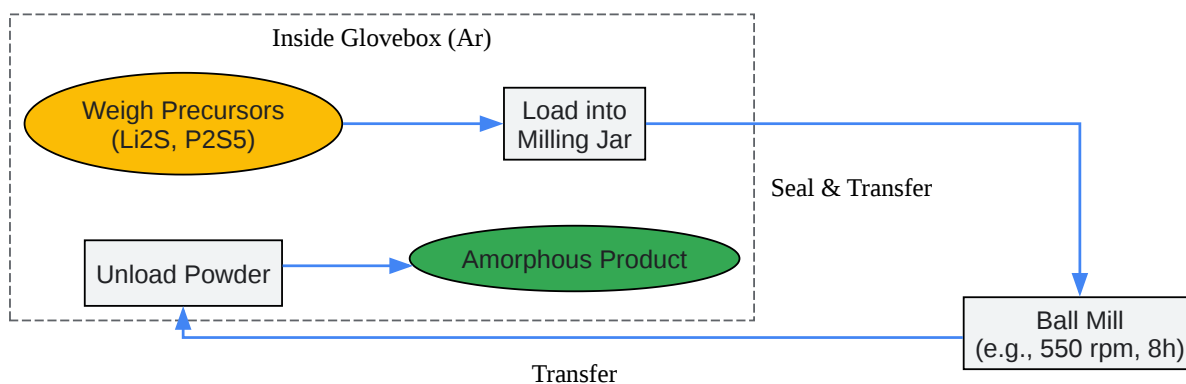 Inside Glovebox (Ar)
Weigh Precursors
(Li2S, P2S5)
Load into
Milling Jar
Seal & Transfer
Unload Powder
Amorphous Product
Ball Mill
(e.g., 550 rpm, 8h)
Transfer